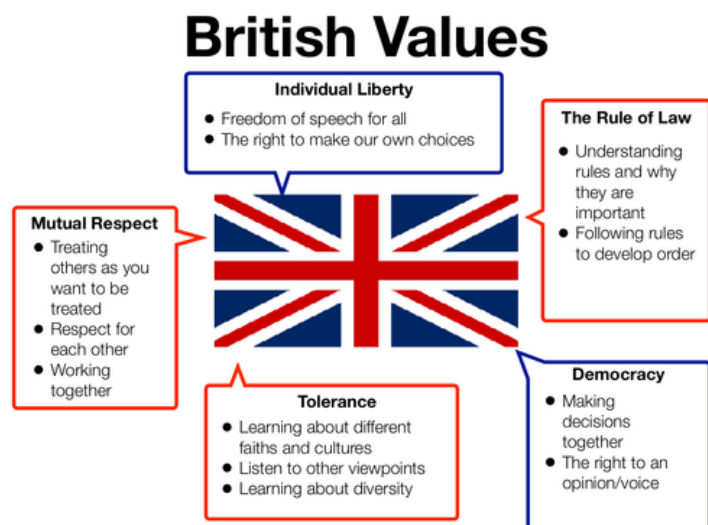 British Values
Individual Liberty
● Freedom of speech for all
● The right to make our own choices
The Rule of Law
● Understanding
rules and why
they are
important
● Following rules
to develop order
Mutual Respect
● Treating
others as you
want to be
treated
● Respect for
each other
● Working
together
Tolerance
● Learning about different
faiths and cultures
● Listen to other viewpoints
● Learning about diversity
Democracy
● Making
decisions
together
● The right to an
opinion/voice